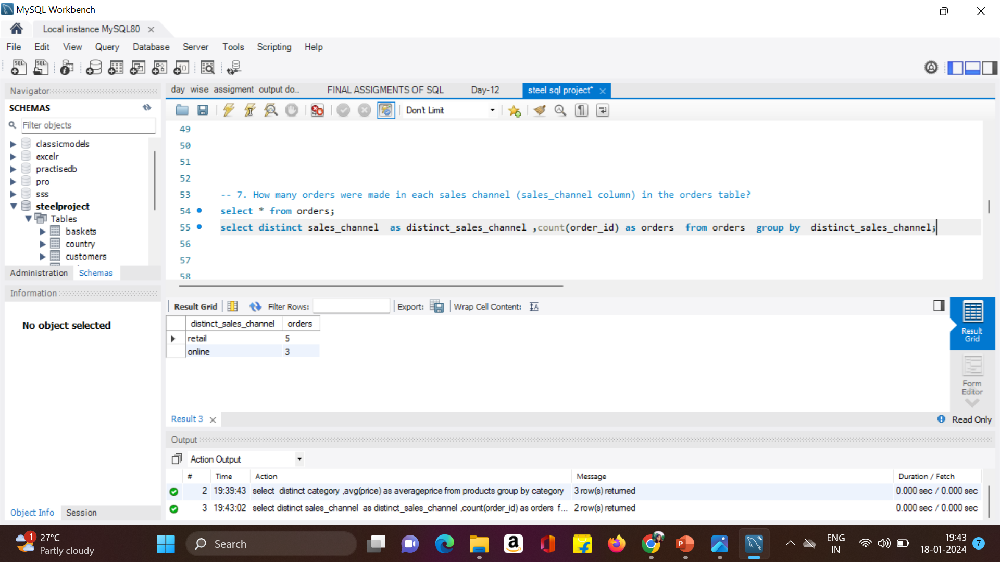 MySQL Workbench
Local instance MySQL80
File Edit View Query Database Server Tools Scripting Help
Navigator
SCHEMAS
Filter objects
classicmodels
excelr
practisedb
pro
sss
steelproject
Tables
baskets
country
customers
Administration Schemas
Information
No object selected
Object Info Session
day wise assigment output do... FINAL ASSIGMENTS OF SQL Day-12 steel sql project*
Don't Limit
49
50
51
52
53 -- 7. How many orders were made in each sales channel (sales_channel column) in the orders table?
54 select * from orders;
55 select distinct sales_channel as distinct_sales_channel ,count(order_id) as orders from orders group by distinct_sales_channel;
56
57
58
Result Grid Filter Rows: Export: Wrap Cell Content:
distinct_sales_channel orders
retail 5
online 3
Result Grid
Form Editor
Result 3
Read Only
Output
Action Output
# Time Action Message Duration / Fetch
2 19:39:43 select distinct category ,avg(price) as averageprice from products group by category 3 row(s) returned 0.000 sec / 0.000 sec
3 19:43:02 select distinct sales_channel as distinct_sales_channel ,count(order_id) as orders f... 2 row(s) returned 0.000 sec / 0.000 sec
1
27°C
Partly cloudy
Search
ENG
IN
19:43
18-01-2024
7